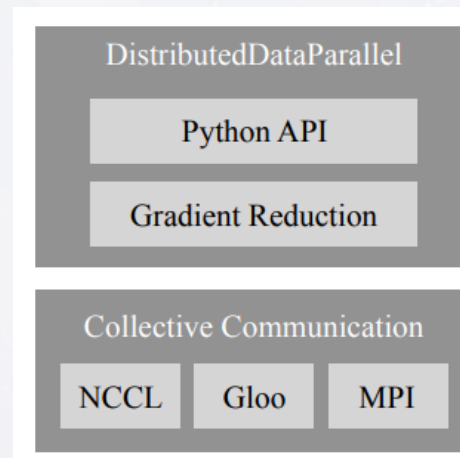 DistributedDataParallel
Python API
Gradient Reduction
Collective Communication
NCCL Gloo MPI